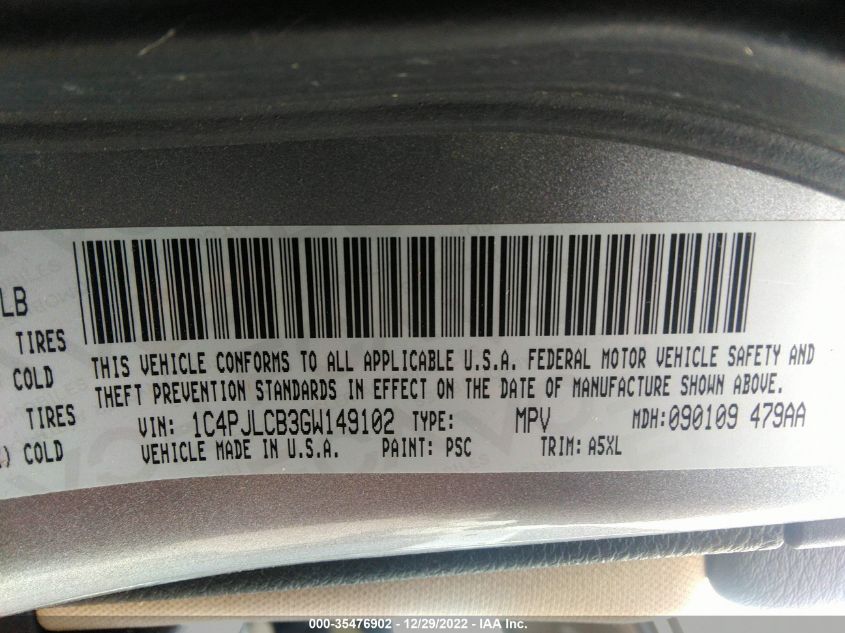 LB
TIRES
COLD
TIRES
) COLD
THIS VEHICLE CONFORMS TO ALL APPLICABLE U.S.A. FEDERAL MOTOR VEHICLE SAFETY AND
THEFT PREVENTION STANDARDS IN EFFECT ON THE DATE OF MANUFACTURE SHOWN ABOVE.
VIN: 1C4PJLCB3GW149102 TYPE: MPV MDH:090109 479AA
VEHICLE MADE IN U.S.A. PAINT: PSC TRIM: A5XL
000-35476902 - 12/29/2022 - IAA Inc.